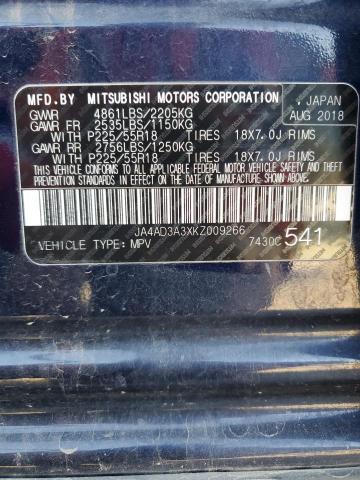 MFD.BY MITSUBISHI MOTORS CORPORATION , JAPAN
GVWR 4861LBS/2205KG AUG 2018
GAWR FR 2535LBS/1150KG
WITH P225/55R18 TIRES 18X7.0J RIMS
GAWR RR 2756LBS/1250KG
WITH P225/55R18 TIRES 18X7.0J RIMS
THIS VEHICLE CONFORMS TO ALL APPLICABLE FEDERAL MOTOR
VEHICLE SAFETY, BUMPER, AND THEFT PREVENTION STANDARDS
IN EFFECT ON THE DATE OF MANUFACTURE SHOWN ABOVE.
JA4AD3A3XKZ009266
VEHICLE TYPE: MPV 7430C 541